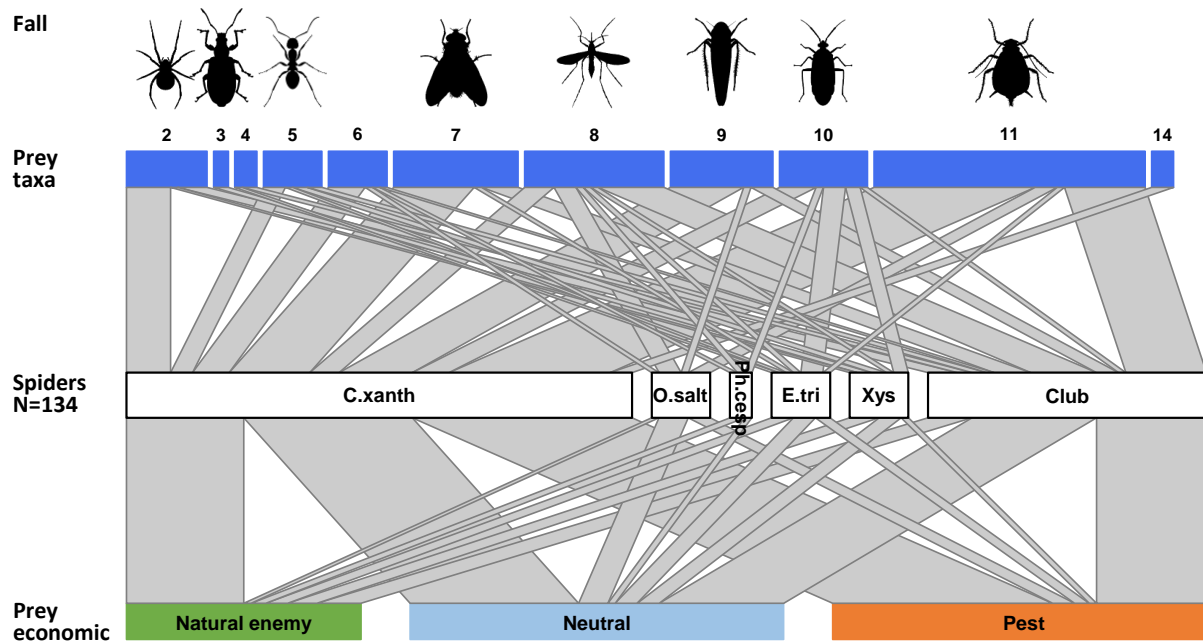 Fall
2 3 4 5 6 7 8 9 10 11 14
Prey
taxa
Spiders
N=134
C.xanth O.salt Ph.cesp E.tri Xys Club
Prey
economic
Natural enemy Neutral Pest